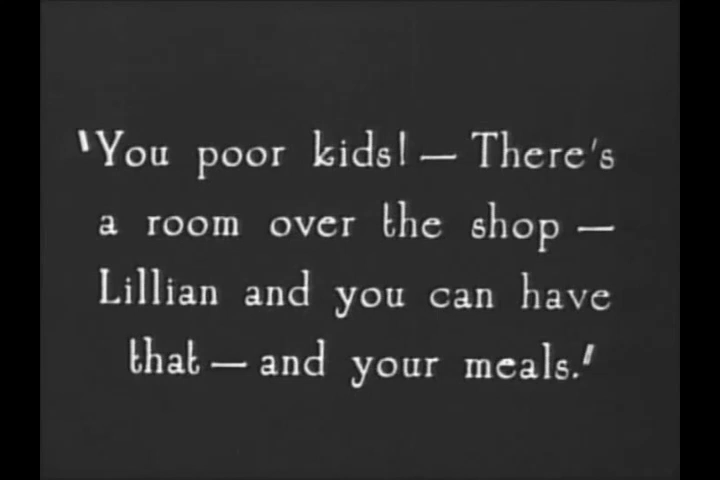 "You poor kids! — There's
a room over the shop —
Lillian and you can have
that — and your meals."